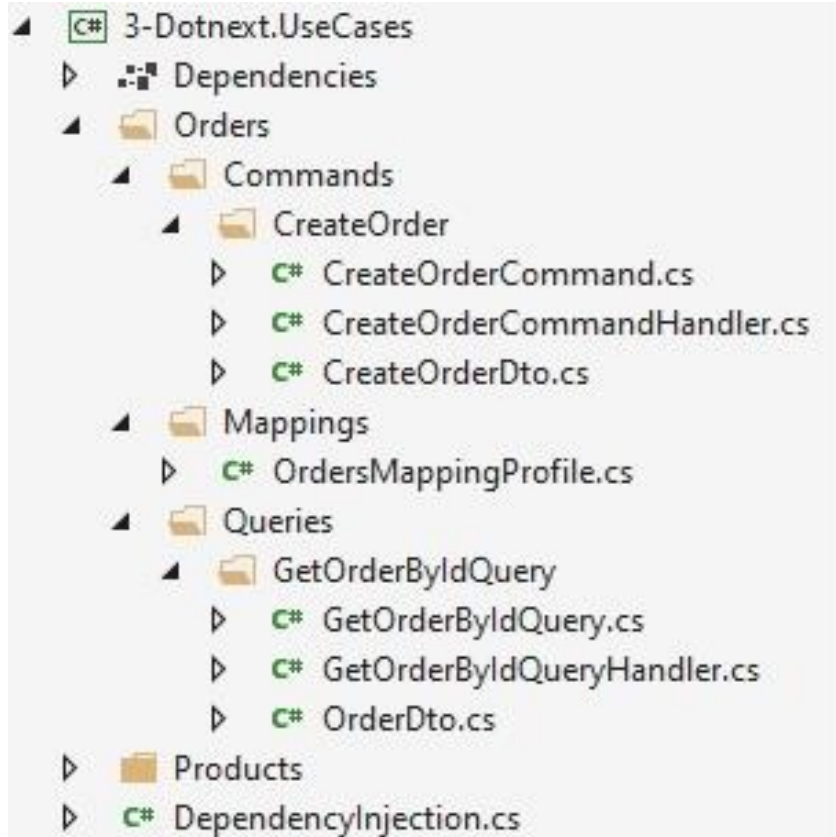 C# 3-Dotnext.UseCases
Dependencies
Orders
Commands
CreateOrder
C# CreateOrderCommand.cs
C# CreateOrderCommandHandler.cs
C# CreateOrderDto.cs
Mappings
C# OrdersMappingProfile.cs
Queries
GetOrderByIdQuery
C# GetOrderByIdQuery.cs
C# GetOrderByIdQueryHandler.cs
C# OrderDto.cs
Products
C# DependencyInjection.cs